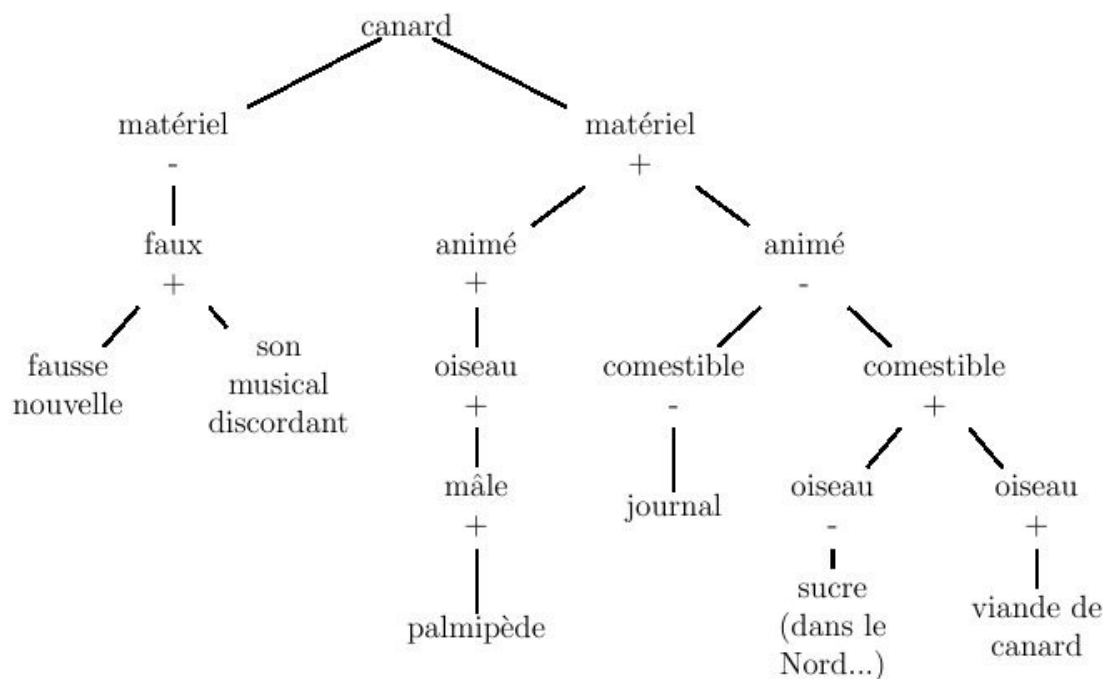 canard
matériel
matériel
-
+
faux
animé
animé
+
+
-
fausse
nouvelle
son
musical
discordant
oiseau
comestible
comestible
+
-
+
mâle
journal
oiseau
oiseau
+
-
+
palmipède
sucre
(dans le
Nord...)
viande de
canard